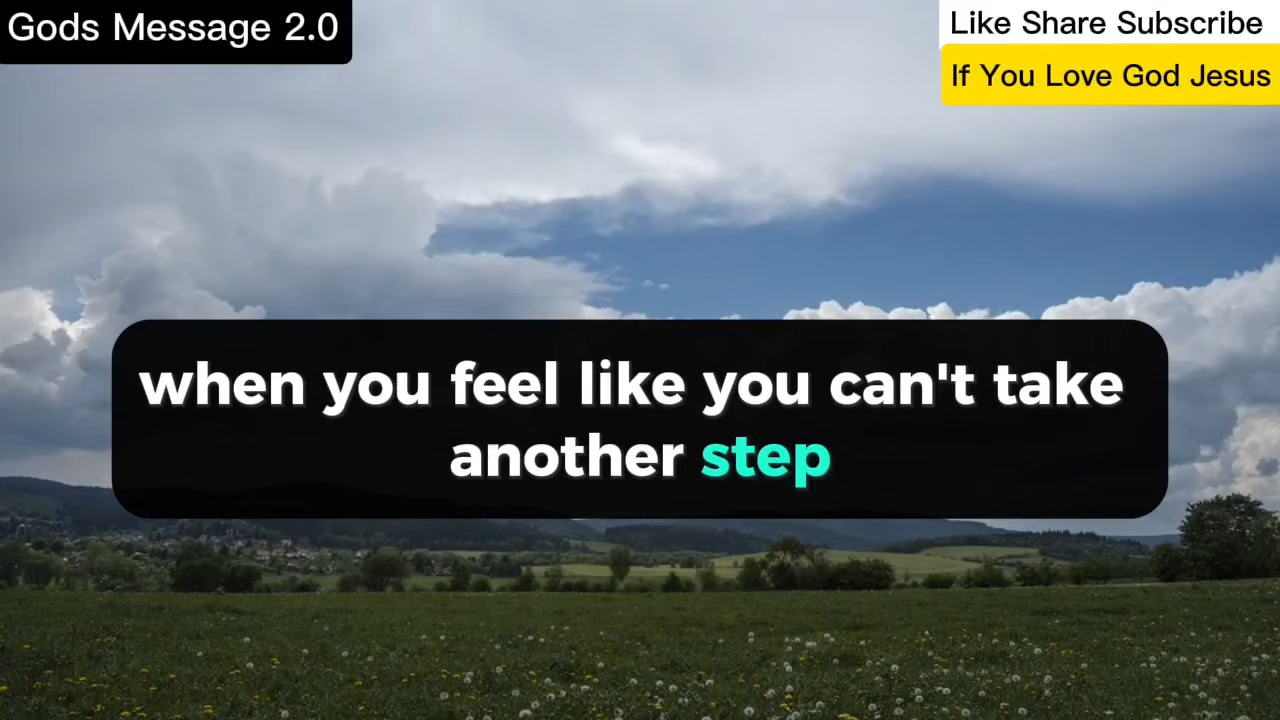 Gods Message 2.0
Like Share Subscribe
If You Love God Jesus
when you feel like you can't take
another step